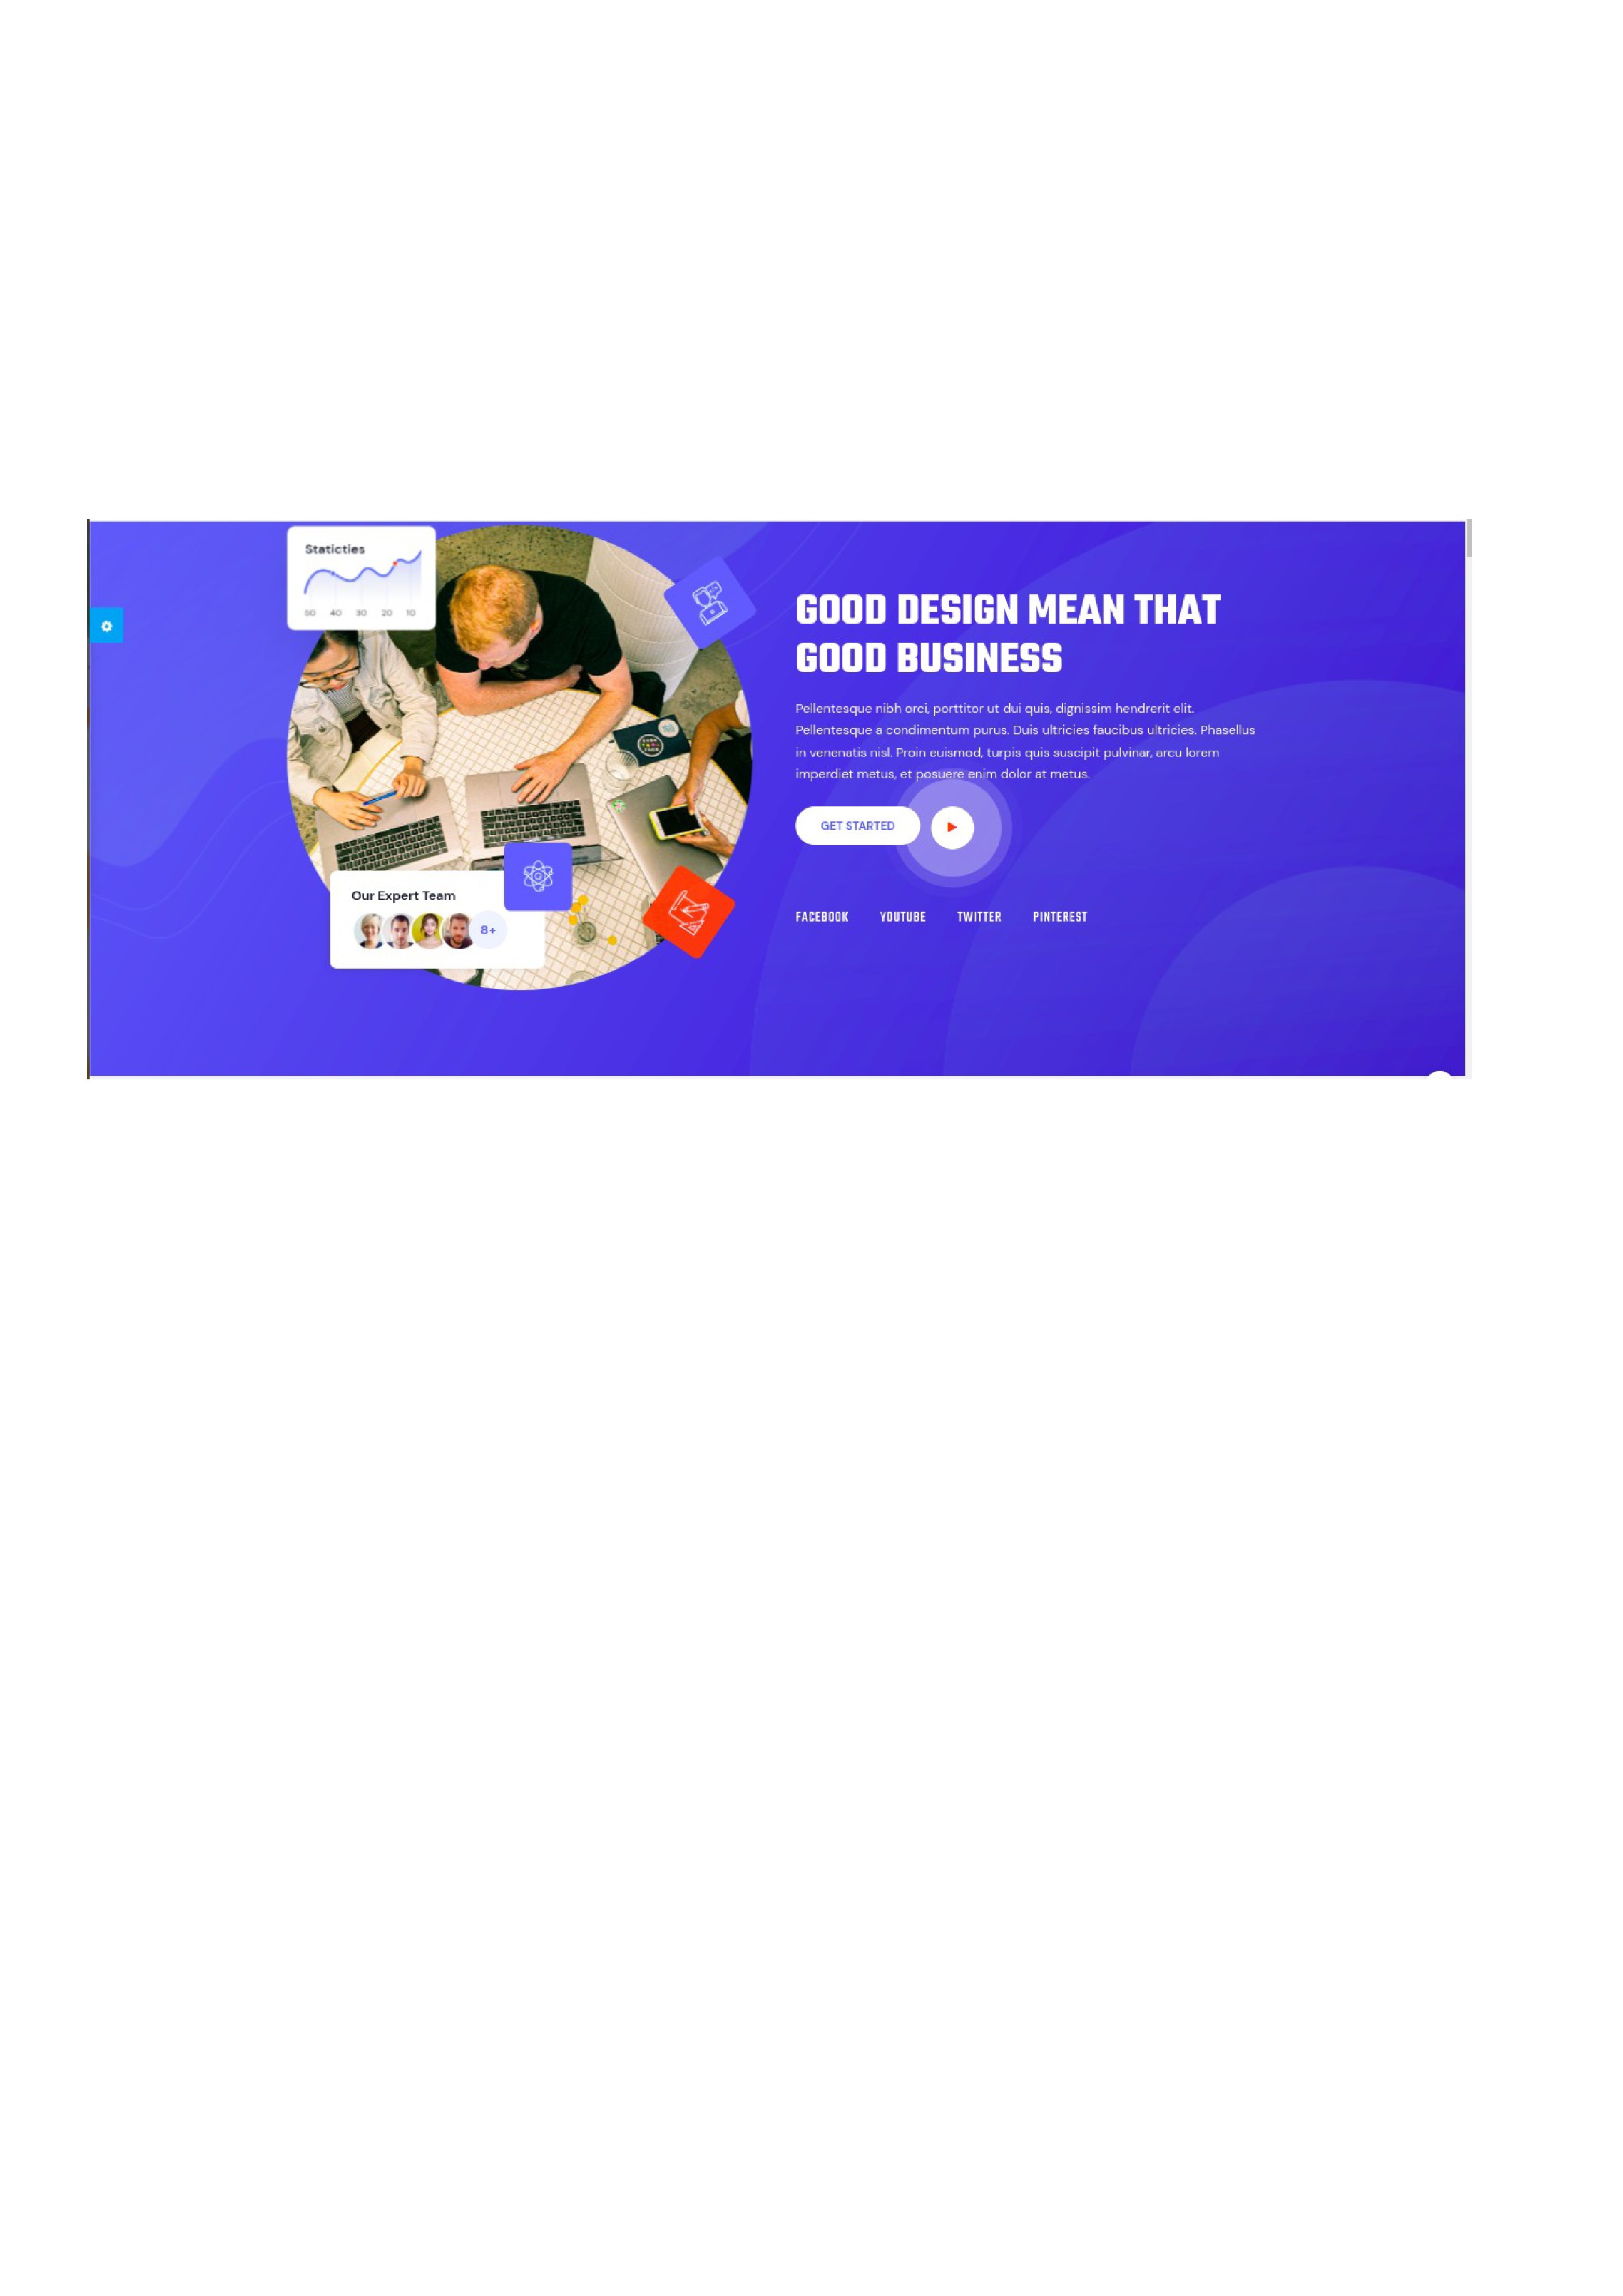 Staticties
50 40 30 20 10
GOOD DESIGN MEAN THAT
GOOD BUSINESS
Pellentesque nibh orci, porttitor ut dui quis, dignissim hendrerit elit.
Pellentesque a condimentum purus. Duis ultricies faucibus ultricies. Phasellus
in venenatis nisl. Proin euismod, turpis quis suscipit pulvinar, arcu lorem
imperdiet metus, et posuere enim dolor at metus.
GET STARTED
Our Expert Team
8+
FACEBOOK YOUTUBE TWITTER PINTEREST